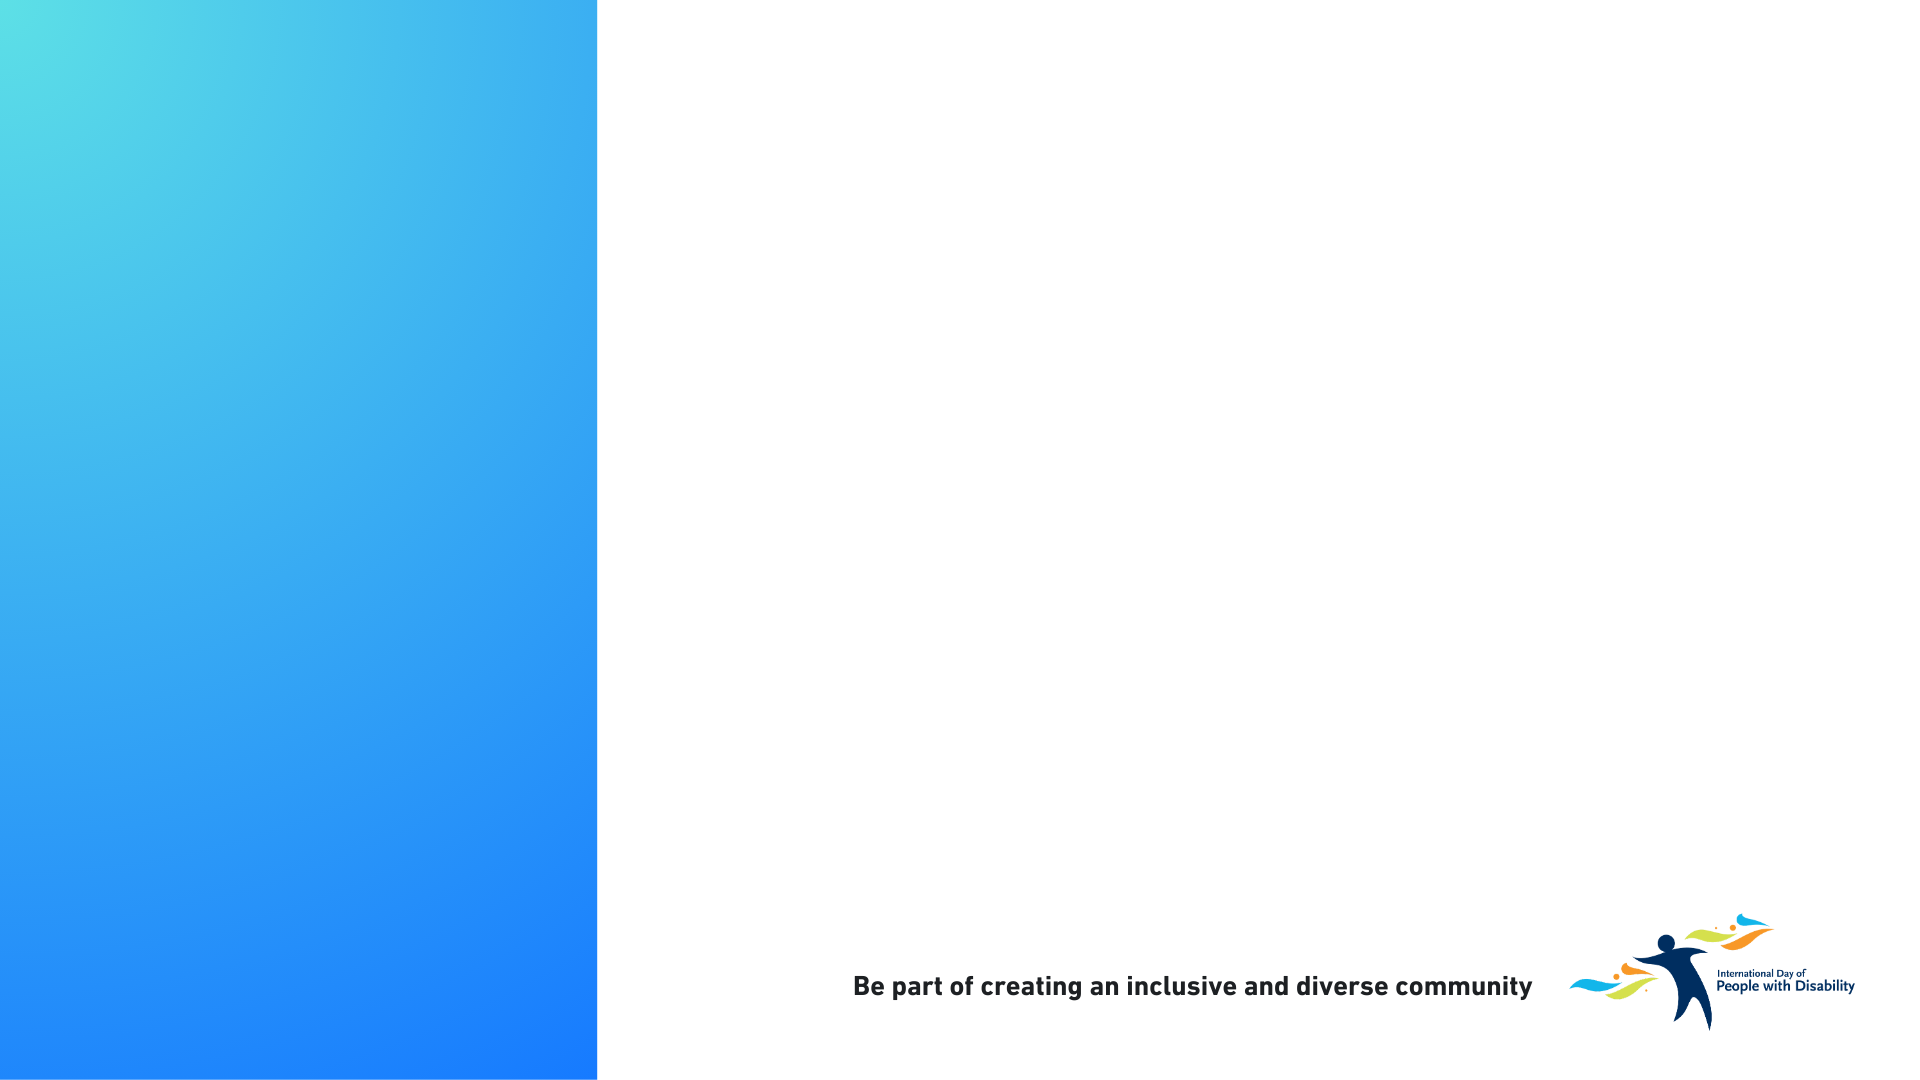 Be part of creating an inclusive and diverse community
International Day of
People with Disability